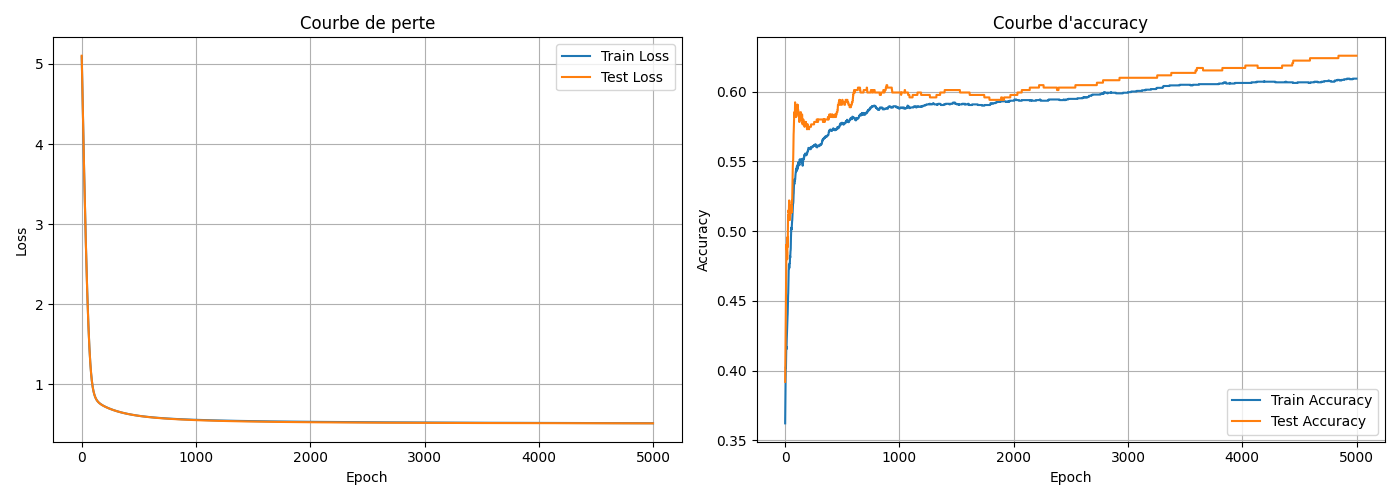 Courbe de perte
Train Loss
Test Loss
5
4
3
2
1
Loss
0
1000
2000
3000
4000
5000
Epoch
Courbe d'accuracy
0.60
0.55
0.50
0.45
0.40
0.35
Accuracy
Train Accuracy
Test Accuracy
0
1000
2000
3000
4000
5000
Epoch